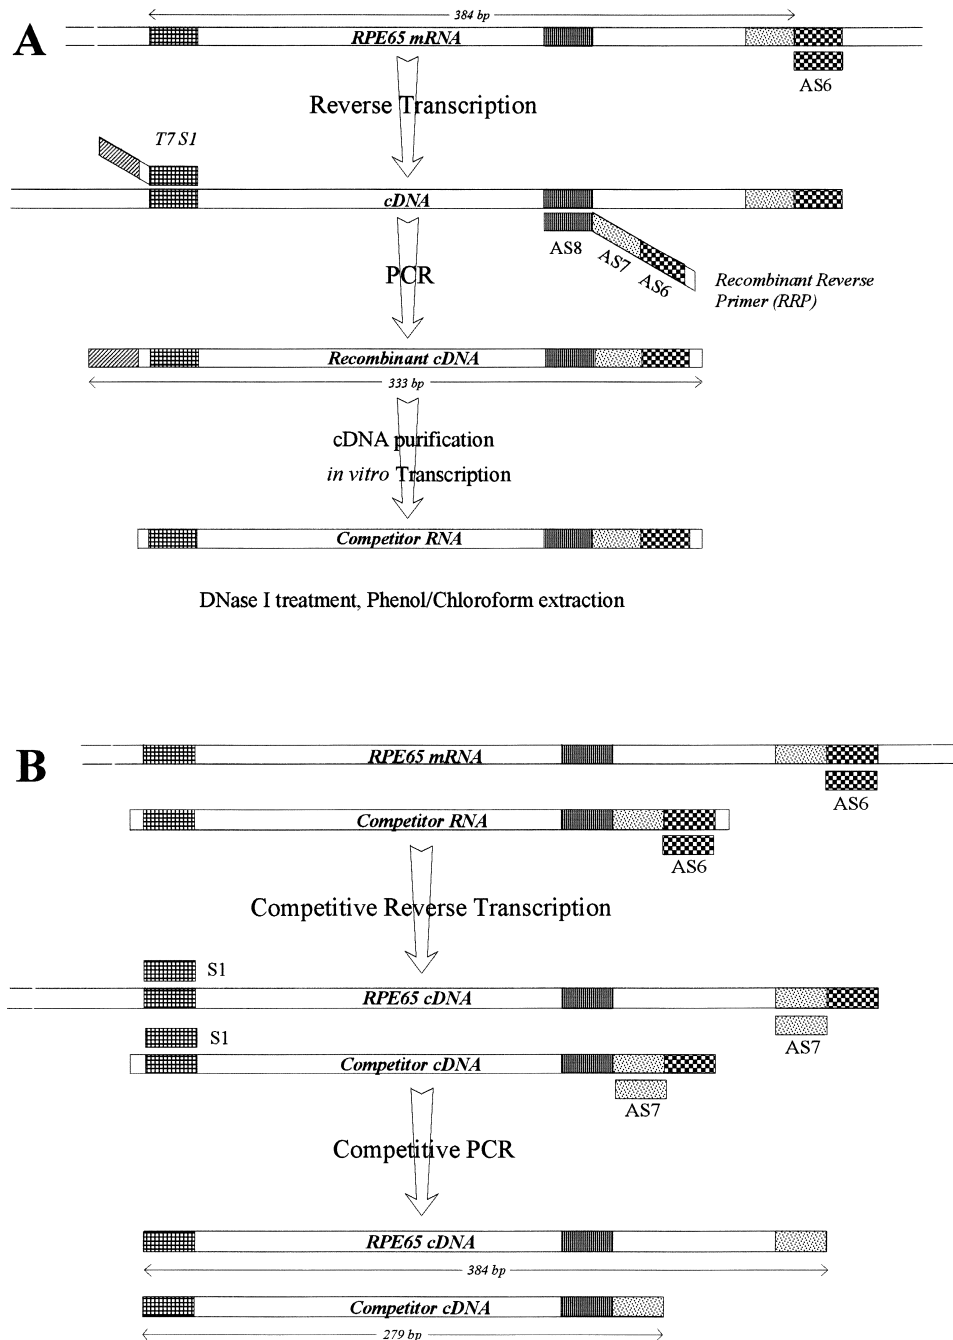 384 bp
A
RPE65 mRNA
AS6
Reverse Transcription
T7 S1
cDNA
AS8
AS7
AS6
PCR
Recombinant Reverse
Primer (RRP)
Recombinant cDNA
333 bp
cDNA purification
in vitro Transcription
Competitor RNA
DNase I treatment, Phenol/Chloroform extraction
B
RPE65 mRNA
AS6
Competitor RNA
AS6
Competitive Reverse Transcription
S1
RPE65 cDNA
S1
AS7
Competitor cDNA
AS7
Competitive PCR
RPE65 cDNA
384 bp
Competitor cDNA
279 bp